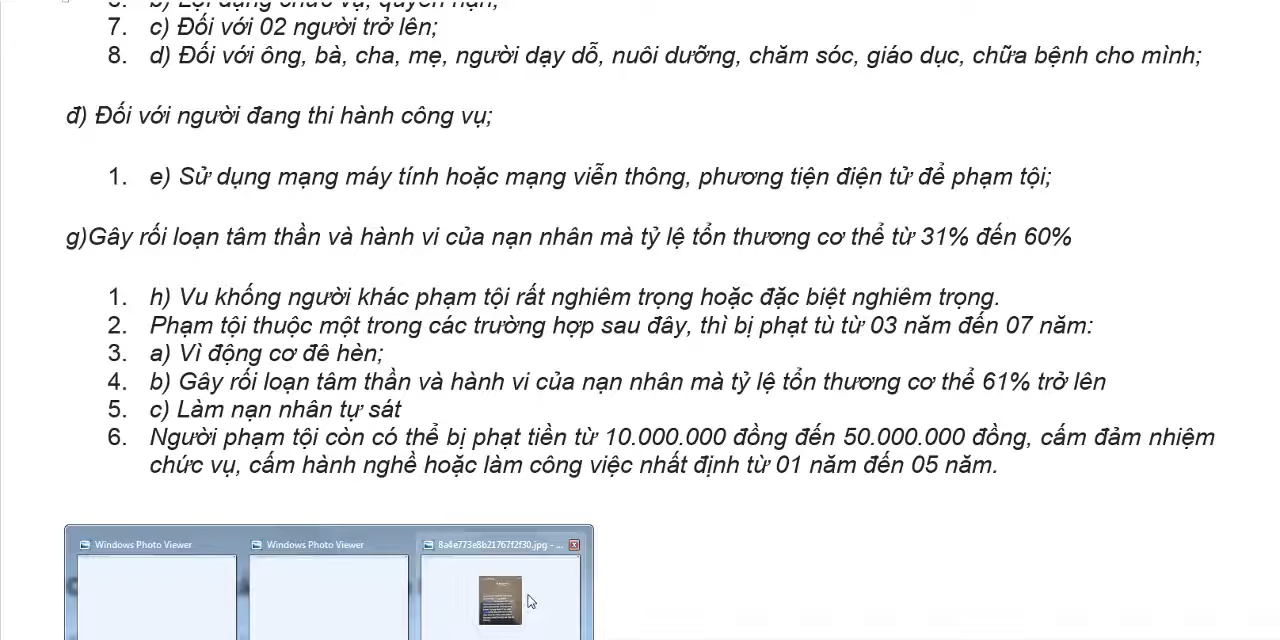 6. b) Lợi dụng chức vụ, quyền hạn;
7. c) Đối với 02 người trở lên;
8. d) Đối với ông, bà, cha, mẹ, người dạy dỗ, nuôi dưỡng, chăm sóc, giáo dục, chữa bệnh cho mình;
đ) Đối với người đang thi hành công vụ;
1. e) Sử dụng mạng máy tính hoặc mạng viễn thông, phương tiện điện tử để phạm tội;
g)Gây rối loạn tâm thần và hành vi của nạn nhân mà tỷ lệ tổn thương cơ thể từ 31% đến 60%
1. h) Vu khống người khác phạm tội rất nghiêm trọng hoặc đặc biệt nghiêm trọng.
2. Phạm tội thuộc một trong các trường hợp sau đây, thì bị phạt tù từ 03 năm đến 07 năm:
3. a) Vì động cơ đê hèn;
4. b) Gây rối loạn tâm thần và hành vi của nạn nhân mà tỷ lệ tổn thương cơ thể 61% trở lên
5. c) Làm nạn nhân tự sát
6. Người phạm tội còn có thể bị phạt tiền từ 10.000.000 đồng đến 50.000.000 đồng, cấm đảm nhiệm
chức vụ, cấm hành nghề hoặc làm công việc nhất định từ 01 năm đến 05 năm.
Windows Photo Viewer
Windows Photo Viewer
8a4e773e8b21767f2f30.jpg - ...